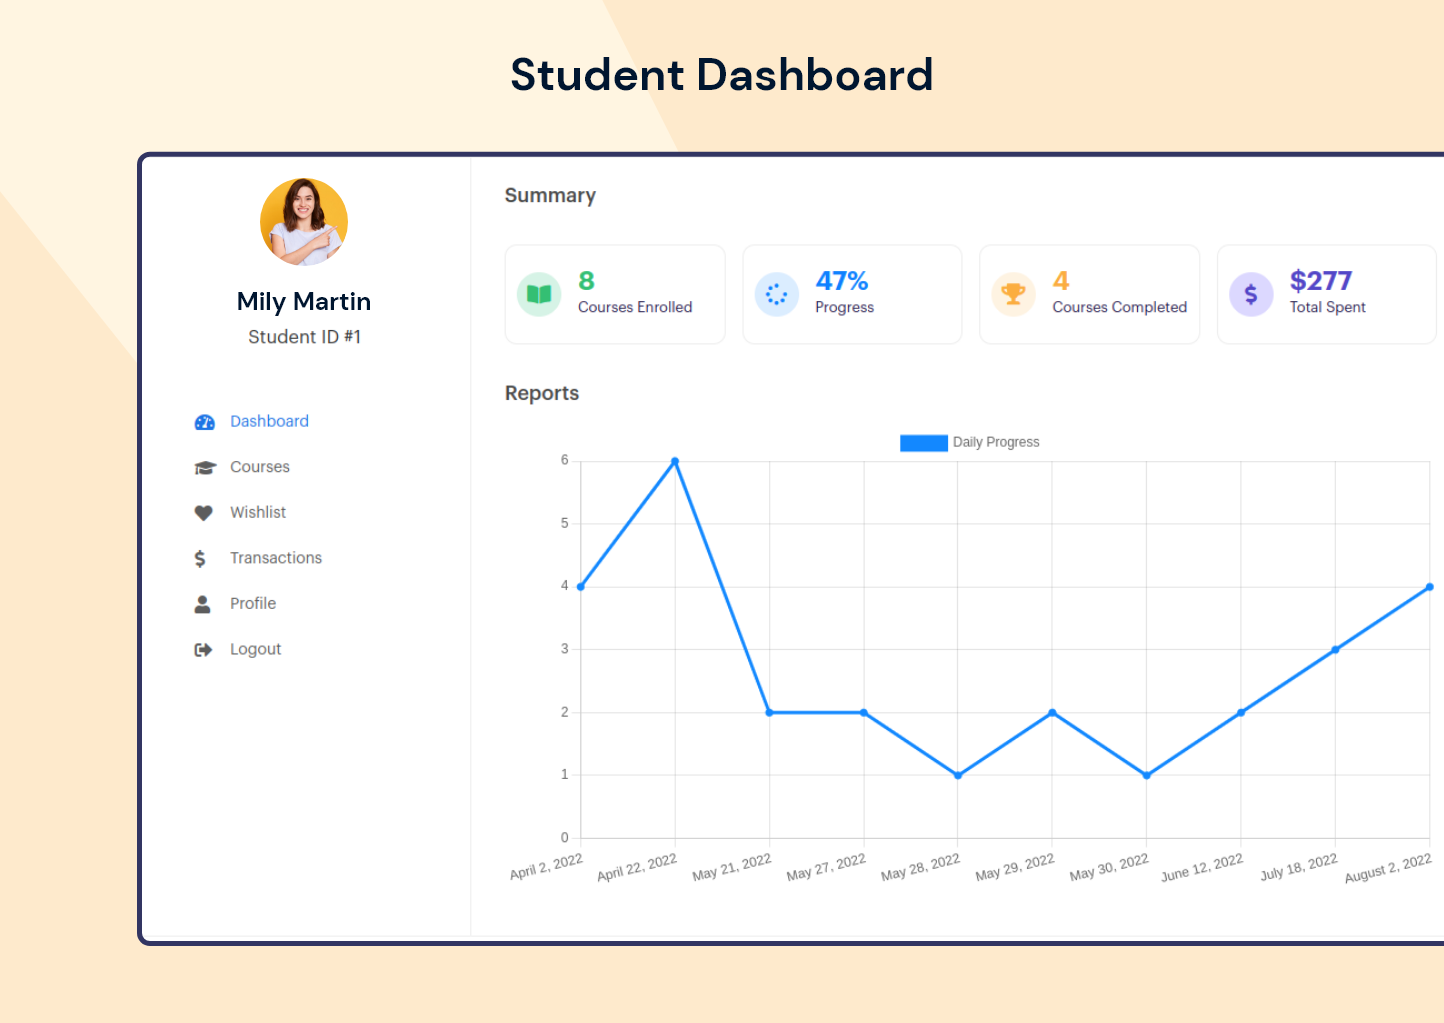 Student Dashboard
Mily Martin
Student ID #1
Dashboard
Courses
Wishlist
Transactions
Profile
Logout
Summary
8
Courses Enrolled
47%
Progress
4
Courses Completed
$277
Total Spent
Reports
Daily Progress
6
5
4
3
2
1
0
April 2, 2022
April 22, 2022
May 21, 2022
May 27, 2022
May 28, 2022
May 29, 2022
May 30, 2022
June 12, 2022
July 18, 2022
August 2, 2022